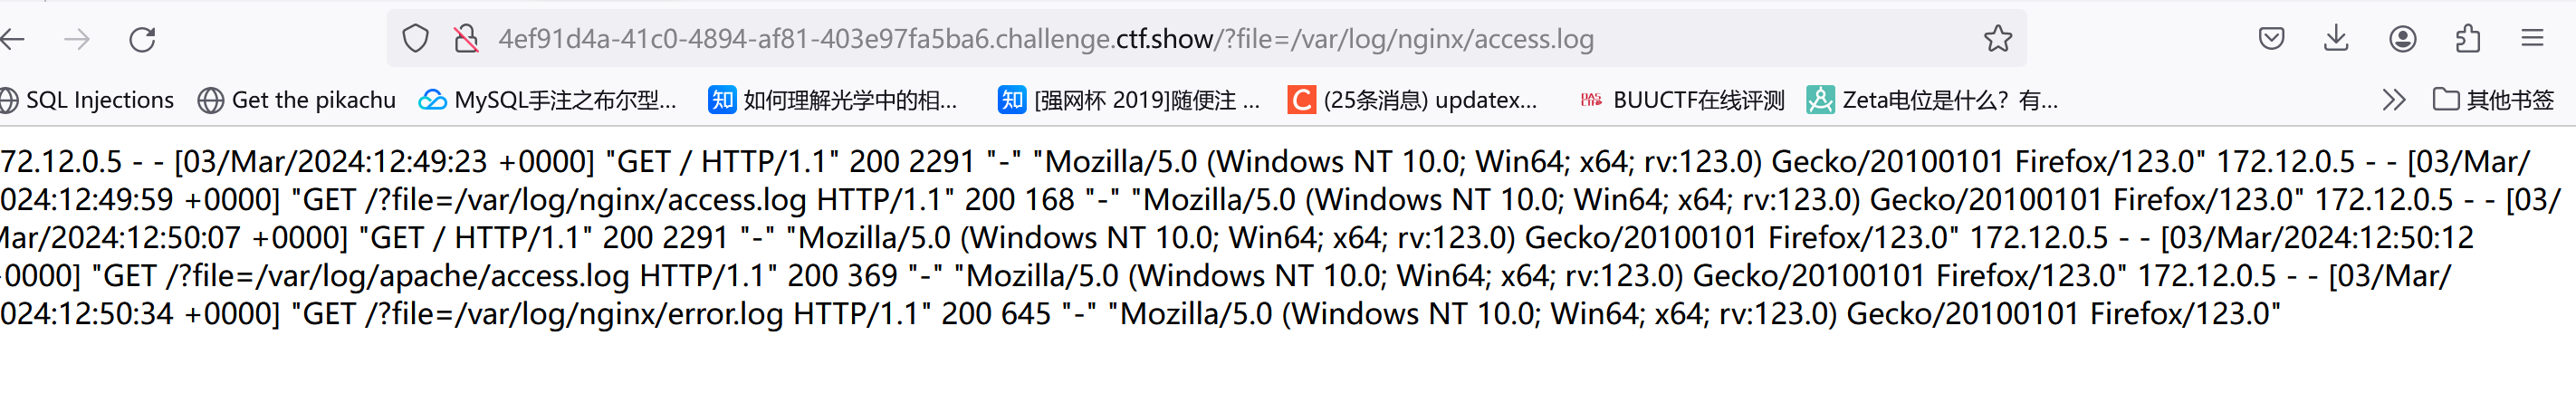 4ef91d4a-41c0-4894-af81-403e97fa5ba6.challenge.ctf.show/?file=/var/log/nginx/access.log
SQL Injections Get the pikachu MySQL手注之布尔型... 知 如何理解光学中的相... 知 [强网杯 2019]随便注 ... C (25条消息) updatex... BUUCTF在线评测 Zeta电位是什么？有... 其他书签
72.12.0.5 - - [03/Mar/2024:12:49:23 +0000] "GET / HTTP/1.1" 200 2291 "-" "Mozilla/5.0 (Windows NT 10.0; Win64; x64; rv:123.0) Gecko/20100101 Firefox/123.0" 172.12.0.5 - - [03/Mar/
024:12:49:59 +0000] "GET /?file=/var/log/nginx/access.log HTTP/1.1" 200 168 "-" "Mozilla/5.0 (Windows NT 10.0; Win64; x64; rv:123.0) Gecko/20100101 Firefox/123.0" 172.12.0.5 - - [03/
Mar/2024:12:50:07 +0000] "GET / HTTP/1.1" 200 2291 "-" "Mozilla/5.0 (Windows NT 10.0; Win64; x64; rv:123.0) Gecko/20100101 Firefox/123.0" 172.12.0.5 - - [03/Mar/2024:12:50:12
+0000] "GET /?file=/var/log/apache/access.log HTTP/1.1" 200 369 "-" "Mozilla/5.0 (Windows NT 10.0; Win64; x64; rv:123.0) Gecko/20100101 Firefox/123.0" 172.12.0.5 - - [03/Mar/
024:12:50:34 +0000] "GET /?file=/var/log/nginx/error.log HTTP/1.1" 200 645 "-" "Mozilla/5.0 (Windows NT 10.0; Win64; x64; rv:123.0) Gecko/20100101 Firefox/123.0"